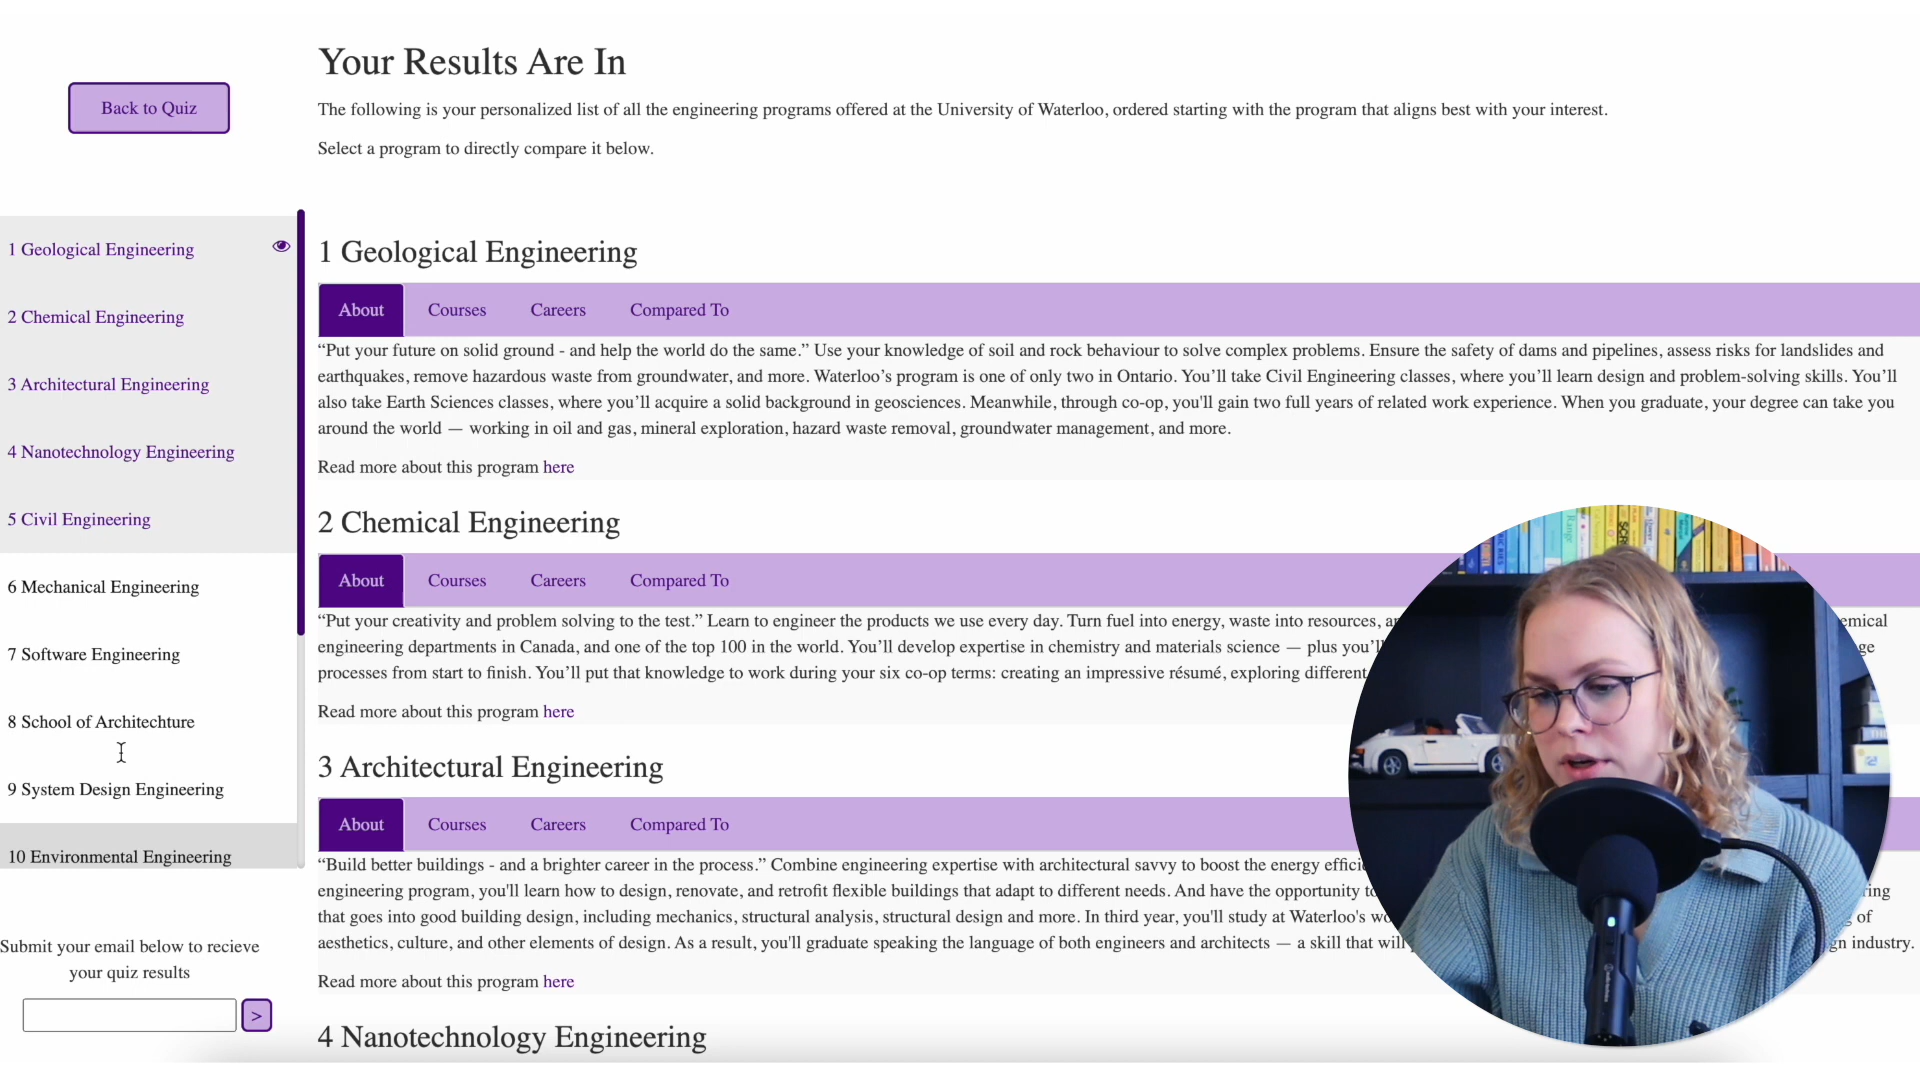 Back to Quiz
Your Results Are In
The following is your personalized list of all the engineering programs offered at the University of Waterloo, ordered starting with the program that aligns best with your interest.
Select a program to directly compare it below.
1 Geological Engineering
2 Chemical Engineering
3 Architectural Engineering
4 Nanotechnology Engineering
5 Civil Engineering
6 Mechanical Engineering
7 Software Engineering
8 School of Architechture
9 System Design Engineering
10 Environmental Engineering
Submit your email below to recieve
your quiz results
>
1 Geological Engineering
About Courses Careers Compared To
“Put your future on solid ground - and help the world do the same.” Use your knowledge of soil and rock behaviour to solve complex problems. Ensure the safety of dams and pipelines, assess risks for landslides and
earthquakes, remove hazardous waste from groundwater, and more. Waterloo’s program is one of only two in Ontario. You’ll take Civil Engineering classes, where you’ll learn design and problem-solving skills. You’ll
also take Earth Sciences classes, where you’ll acquire a solid background in geosciences. Meanwhile, through co-op, you'll gain two full years of related work experience. When you graduate, your degree can take you
around the world — working in oil and gas, mineral exploration, hazard waste removal, groundwater management, and more.
Read more about this program here
2 Chemical Engineering
About Courses Careers Compared To
“Put your creativity and problem solving to the test.” Learn to engineer the products we use every day. Turn fuel into energy, waste into resources,
engineering departments in Canada, and one of the top 100 in the world. You’ll develop expertise in chemistry and materials science — plus you’ll
processes from start to finish. You’ll put that knowledge to work during your six co-op terms: creating an impressive résumé, exploring different
Read more about this program here
3 Architectural Engineering
About Courses Careers Compared To
“Build better buildings - and a brighter career in the process.” Combine engineering expertise with architectural savvy to boost the energy
engineering program, you'll learn how to design, renovate, and retrofit flexible buildings that adapt to different needs. And have the opportunity
that goes into good building design, including mechanics, structural analysis, structural design and more. In third year, you'll study at Waterloo's of
aesthetics, culture, and other elements of design. As a result, you'll graduate speaking the language of both engineers and architects — a skill that will industry.
Read more about this program here
4 Nanotechnology Engineering
Range